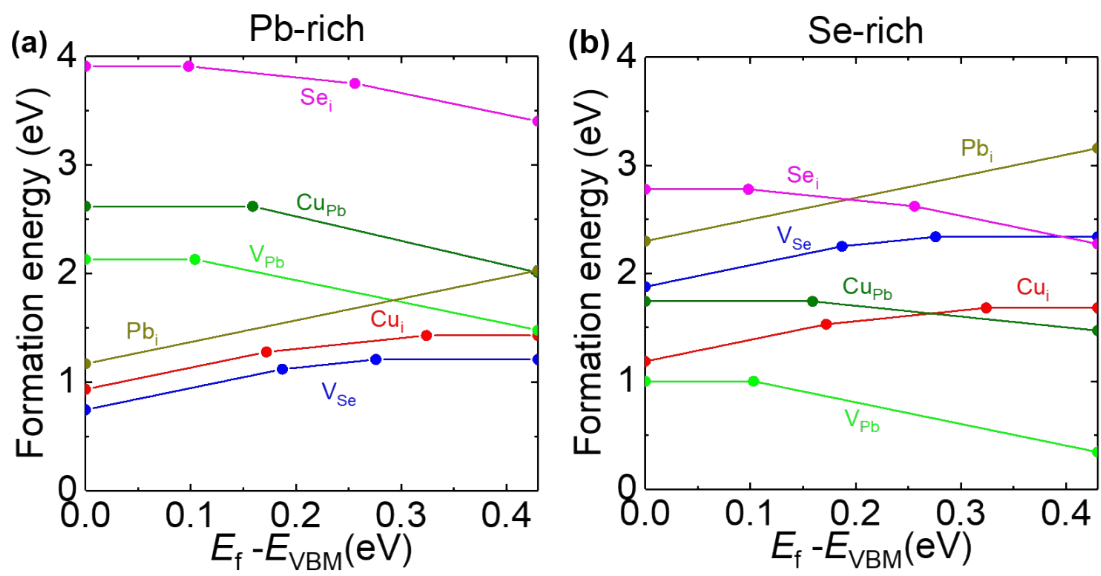 (a) Pb-rich
Formation energy (eV)
4
3
2
1
0
Se_i
Cu_Pb
V_Pb
Pb_i
Cu_i
V_Se
0.0 0.1 0.2 0.3 0.4
E_f -E_VBM(eV)
(b) Se-rich
Formation energy (eV)
4
3
2
1
0
Pb_i
Se_i
V_Se
Cu_Pb
Cu_i
V_Pb
0.0 0.1 0.2 0.3 0.4
E_f -E_VBM(eV)